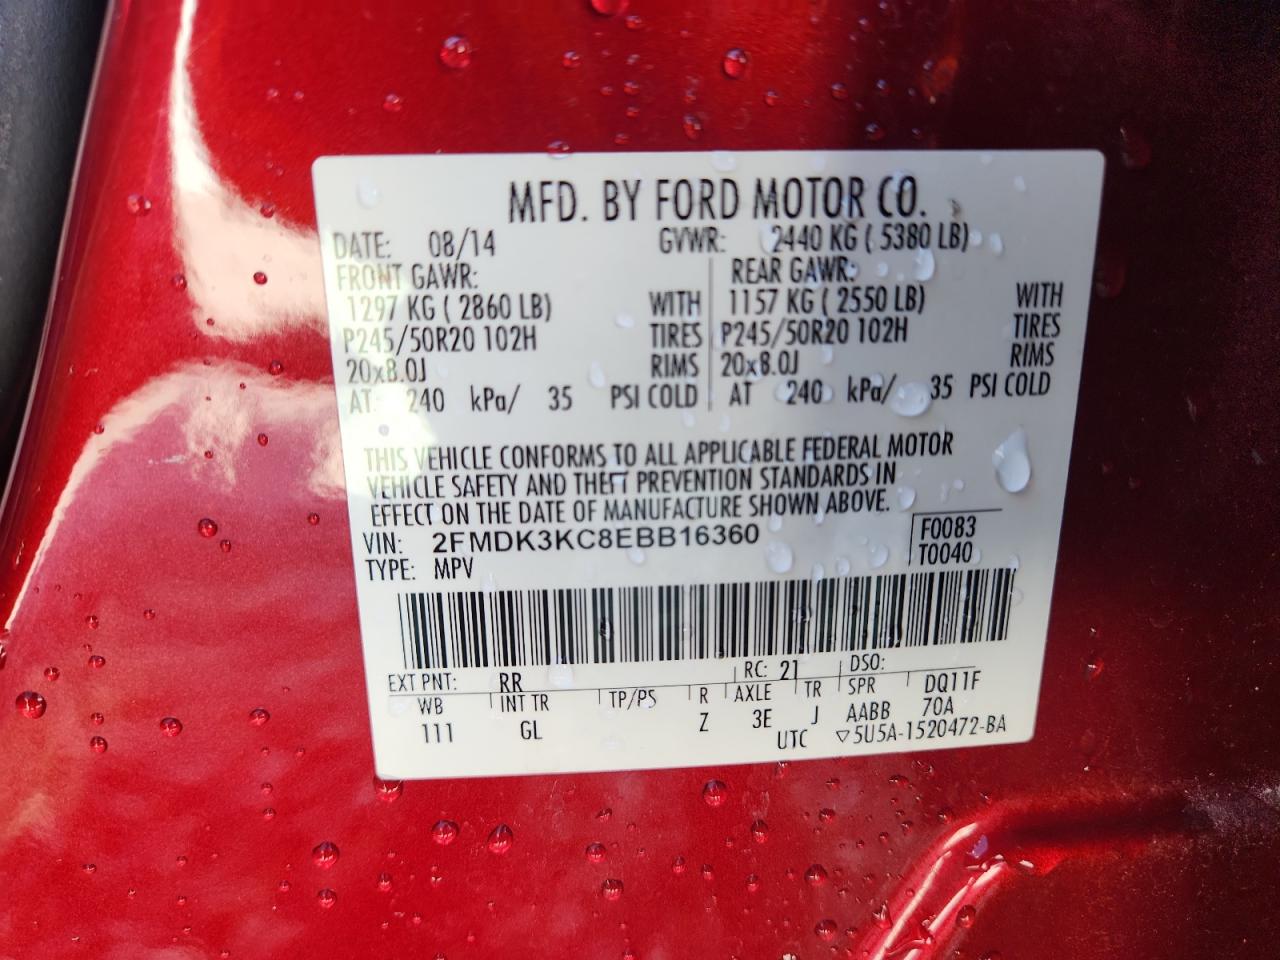 MFD. BY FORD MOTOR CO.
DATE: 08/14 GVWR: 2440 KG ( 5380 LB)
FRONT GAWR: REAR GAWR:
1297 KG ( 2860 LB) WITH 1157 KG ( 2550 LB) WITH
P245/50R20 102H TIRES P245/50R20 102H TIRES
20x8.0J RIMS 20x8.0J RIMS
AT: 240 kPa/ 35 PSI COLD AT 240 kPa/ 35 PSI COLD
THIS VEHICLE CONFORMS TO ALL APPLICABLE FEDERAL MOTOR
VEHICLE SAFETY AND THEFT PREVENTION STANDARDS IN
EFFECT ON THE DATE OF MANUFACTURE SHOWN ABOVE.
VIN: 2FMDK3KC8EBB16360 F0083
TYPE: MPV T0040
EXT PNT: RR RC: 21 DSO:
WB INT TR TP/PS R AXLE TR SPR DQ11F
111 GL Z 3E J AABB 70A
UTC ▽5U5A-1520472-BA